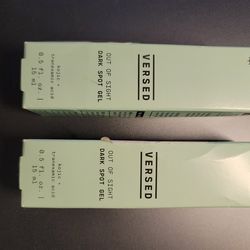 VERSED
OUT OF SIGHT
DARK SPOT GEL
kojic +
tranexamic acid
0.5 fl. oz. |
15 ml
VERSED
OUT OF SIGHT
DARK SPOT GEL
kojic +
tranexamic acid
0.5 fl. oz. |
15 ml